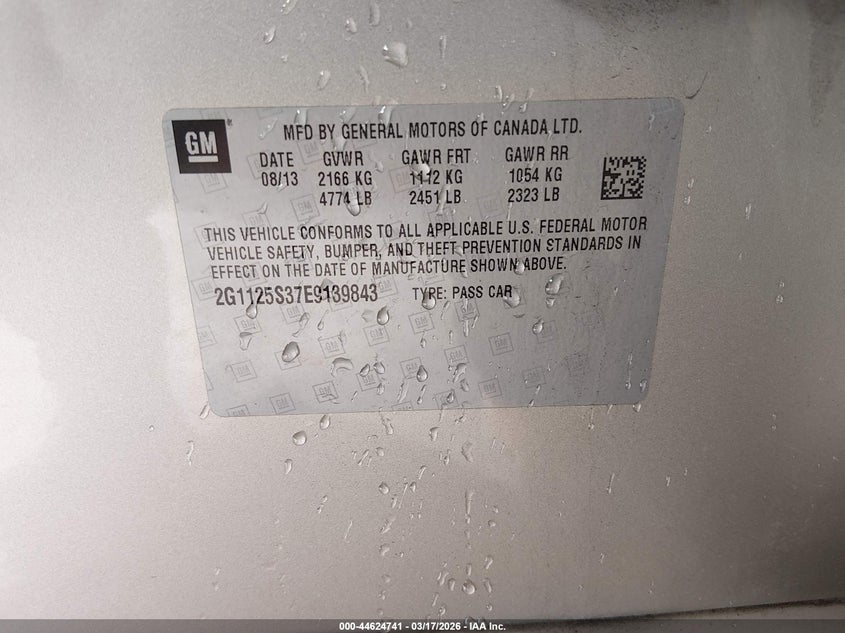 GM
MFD BY GENERAL MOTORS OF CANADA LTD.
DATE GVWR GAWR FRT GAWR RR
08/13 2166 KG 1112 KG 1054 KG
4774 LB 2451 LB 2323 LB
THIS VEHICLE CONFORMS TO ALL APPLICABLE U.S. FEDERAL MOTOR
VEHICLE SAFETY, BUMPER, AND THEFT PREVENTION STANDARDS IN
EFFECT ON THE DATE OF MANUFACTURE SHOWN ABOVE.
2G1125S37E9139843 TYPE: PASS CAR
000-44624741 - 03/17/2026 - IAA Inc.